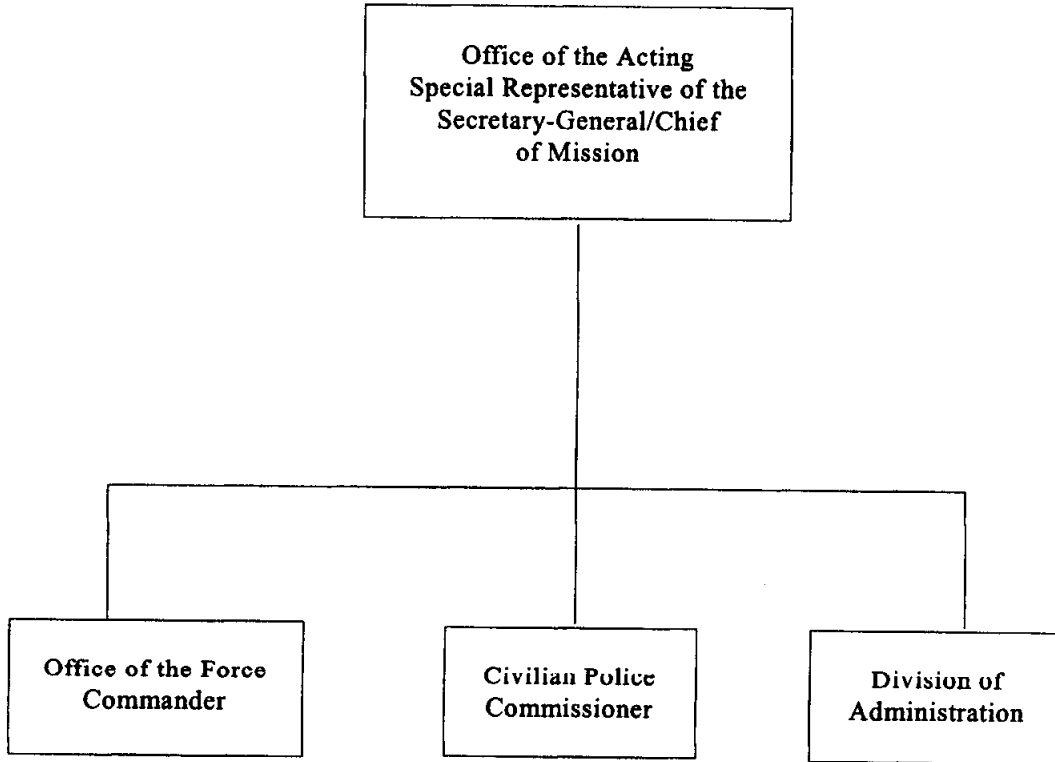 Office of the Acting
Special Representative of the
Secretary-General/Chief
of Mission
Office of the Force
Commander
Civilian Police
Commissioner
Division of
Administration